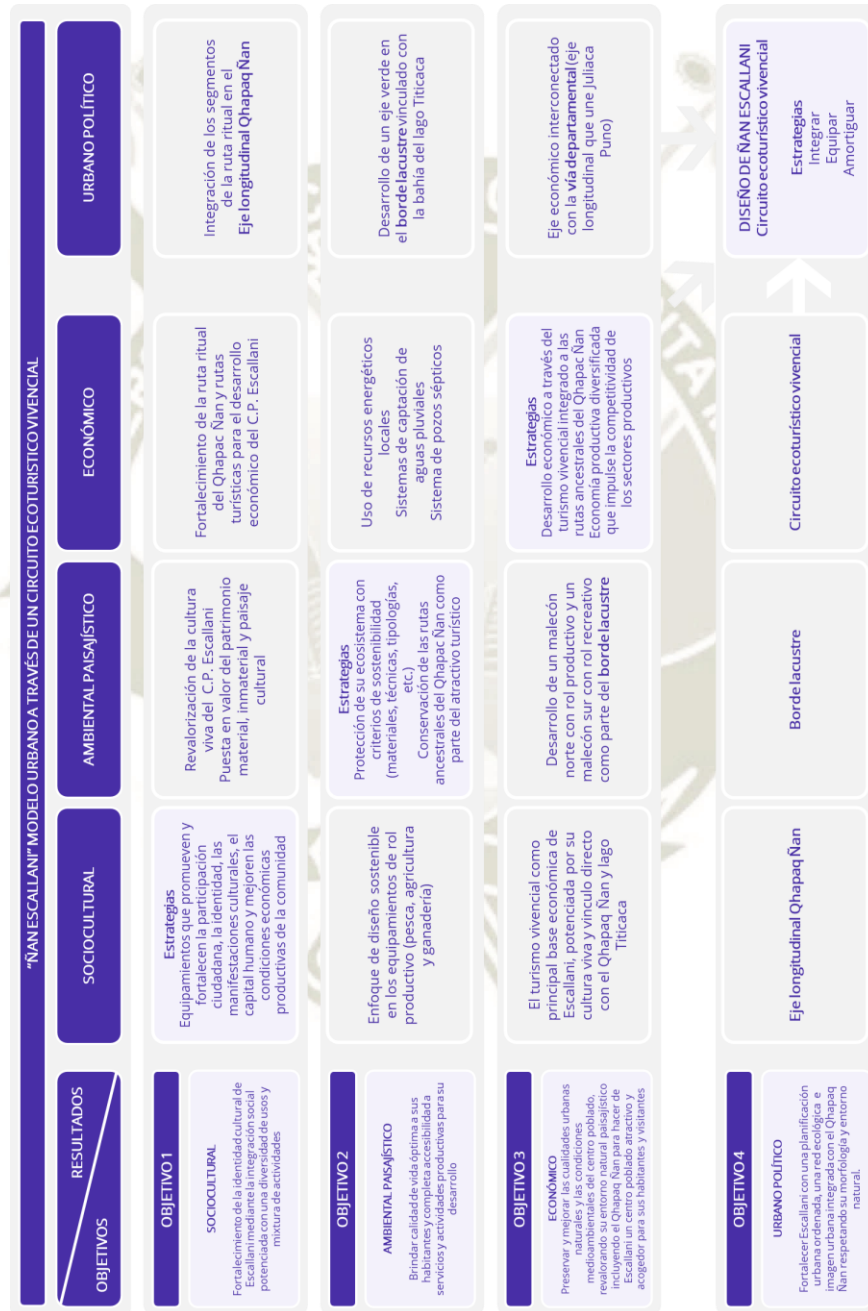 "ÑAN ESCALLANI" MODELO URBANO A TRAVÉS DE UN CIRCUITO ECOTURISTICO VIVENCIAL
RESULTADOS
OBJETIVOS
SOCIOCULTURAL
AMBIENTAL PAISAJÍSTICO
ECONÓMICO
URBANO POLÍTICO
OBJETIVO 1
SOCIOCULTURAL
Fortalecimiento de la identidad cultural de
Escallani mediante la integración social
potenciada con una diversidad de usos y
mixtura de actividades
Estrategias
Equipamientos que promueven y
fortalecen la participación
ciudadana, la identidad, las
manifestaciones culturales, el
capital humano y mejoren las
condiciones económicas
productivas de la comunidad
Revalorización de la cultura
viva del C.P. Escallani
Puesta en valor del patrimonio
material, inmaterial y paisaje
cultural
Fortalecimiento de la ruta ritual
del Qhapac Ñan y rutas
turísticas para el desarrollo
económico del C.P. Escallani
Integración de los segmentos
de la ruta ritual en el
Eje longitudinal Qhapaq Ñan
OBJETIVO 2
AMBIENTAL PAISAJÍSTICO
Brindar calidad de vida óptima a sus
habitantes y completa accesibilidad a
servicios y actividades productivas para su
desarrollo
Enfoque de diseño sostenible
en los equipamientos de rol
productivo (pesca, agricultura
y ganadería)
Estrategias
Protección de su ecosistema con
criterios de sostenibilidad
(materiales, técnicas, tipologías,
etc.)
Conservación de las rutas
ancestrales del Qhapac Ñan como
parte del atractivo turístico
Uso de recursos energéticos
locales
Sistemas de captación de
aguas pluviales
Sistema de pozos sépticos
Desarrollo de un eje verde en
el borde lacustre vinculado con
la bahía del lago Titicaca
OBJETIVO 3
ECONÓMICO
Preservar y mejorar las cualidades urbanas
naturales y las condiciones
medioambientales del centro poblado,
revalorando su entorno natural paisajístico
incluyendo el Qhapaq Ñan para hacer de
Escallani un centro poblado atractivo y
acogedor para sus habitantes y visitantes
El turismo vivencial como
principal base económica de
Escallani, potenciada por su
cultura viva y vínculo directo
con el Qhapaq Ñan y lago
Titicaca
Desarrollo de un malecón
norte con rol productivo y un
malecón sur con rol recreativo
como parte del borde lacustre
Estrategias
Desarrollo económico a través del
turismo vivencial integrado a las
rutas ancestrales del Qhapac Ñan
Economía productiva diversificada
que impulse la competitividad de
los sectores productivos
Eje económico interconectado
con la vía departamental (eje
longitudinal que une Juliaca
Puno)
OBJETIVO 4
URBANO POLÍTICO
Fortalecer Escallani con una planificación
urbana ordenada, una red ecológica e
imagen urbana integrada con el Qhapaq
Ñan respetando su morfología y entorno
natural.
Eje longitudinal Qhapaq Ñan
Borde lacustre
Circuito ecoturístico vivencial
DISEÑO DE ÑAN ESCALLANI
Circuito ecoturístico vivencial
Estrategias
Integrar
Equipar
Amortiguar